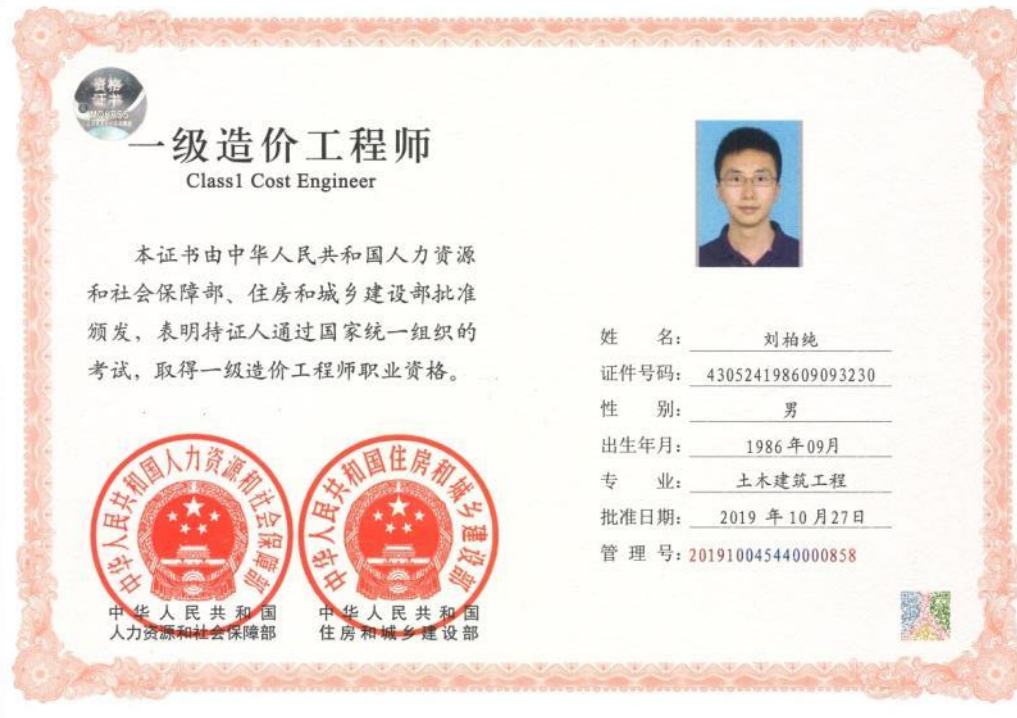 资格
证书
MOHRSS
一级造价工程师
Class1 Cost Engineer
本证书由中华人民共和国人力资源
和社会保障部、住房和城乡建设部批准
颁发，表明持证人通过国家统一组织的
考试，取得一级造价工程师职业资格。
中华人民共和国人力资源和社会保障部
中华人民共和国住房和城乡建设部
中华人民共和国
人力资源和社会保障部
中华人民共和国
住房和城乡建设部
姓 名： 刘柏纯
证件号码： 430524198609093230
性 别： 男
出生年月： 1986年09月
专 业： 土木建筑工程
批准日期： 2019 年10月27日
管 理 号：201910045440000858